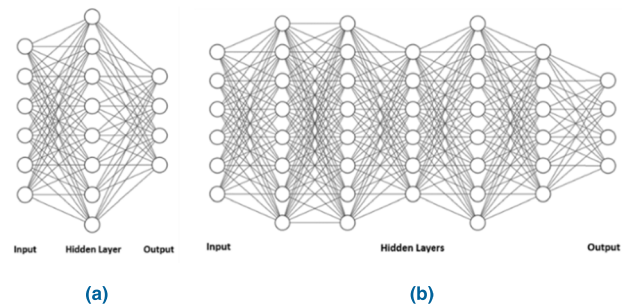 Input Hidden Layer Output
Input Hidden Layers Output
(a) (b)